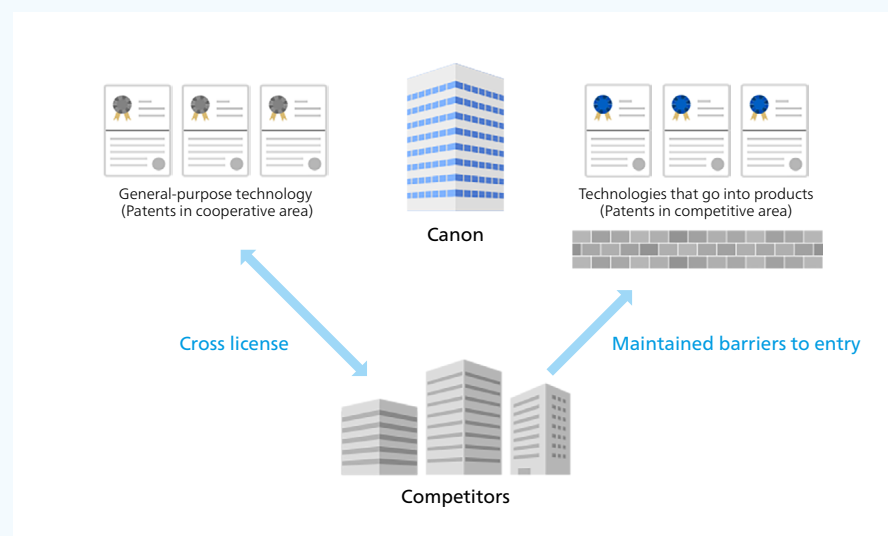 General-purpose technology
(Patents in cooperative area)
Canon
Technologies that go into products
(Patents in competitive area)
Cross license
Maintained barriers to entry
Competitors